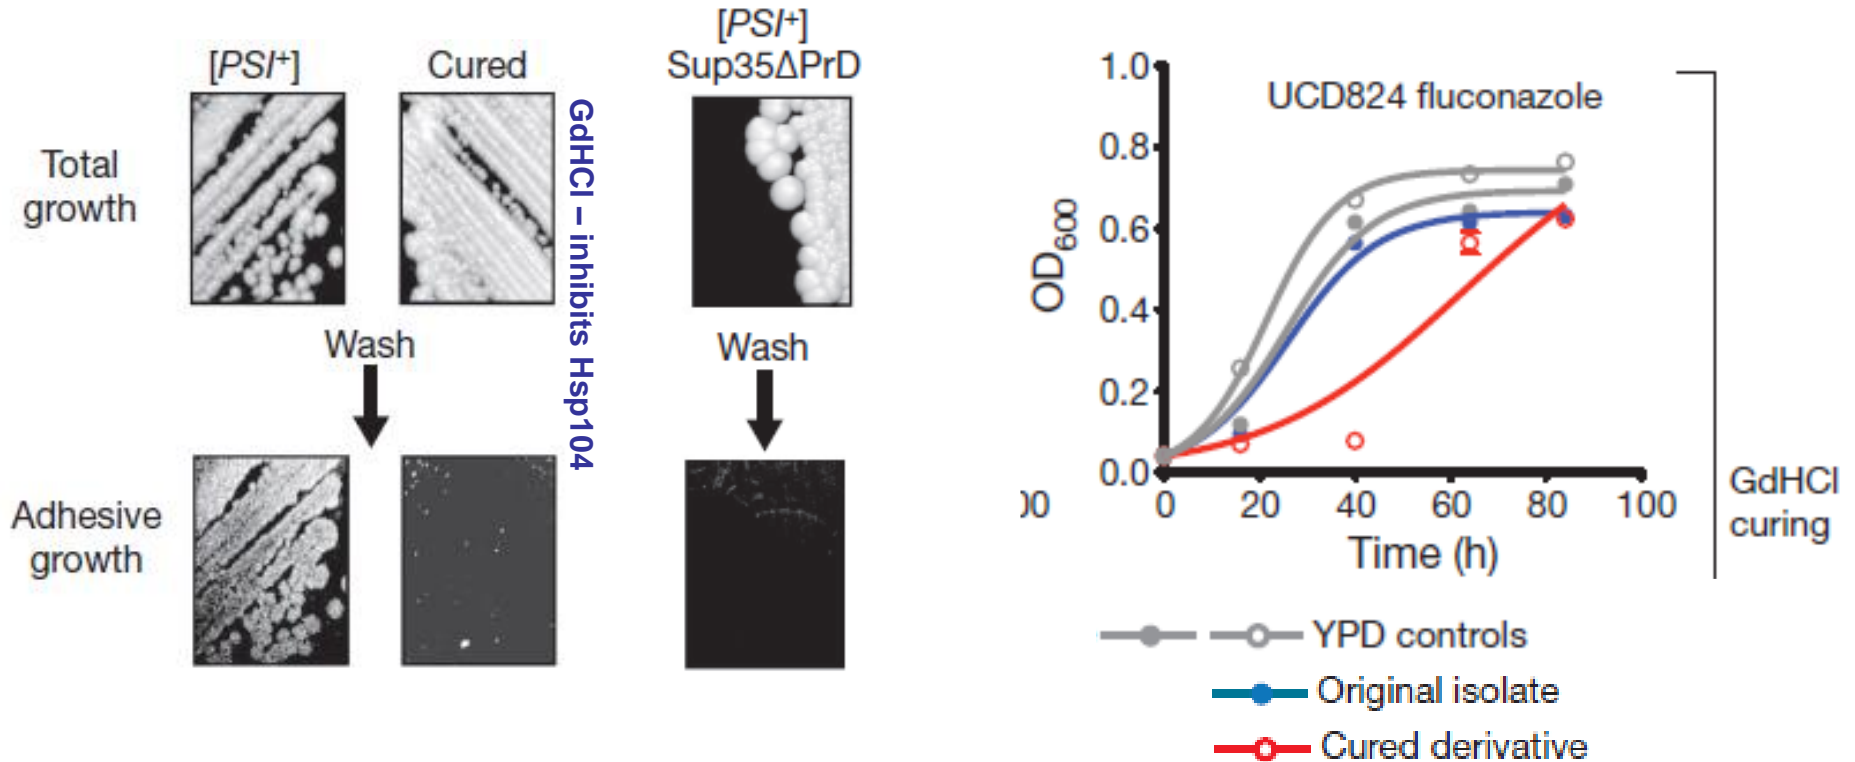 [PSI+]
Cured
[PSI+]
Sup35ΔPrD
Total
growth
GdHCl – inhibits Hsp104
Wash
Wash
Adhesive
growth
1.0
0.8
0.6
0.4
0.2
0.0
OD600
UCD824 fluconazole
00
0
20
40
60
80
100
Time (h)
GdHCl
curing
YPD controls
Original isolate
Cured derivative